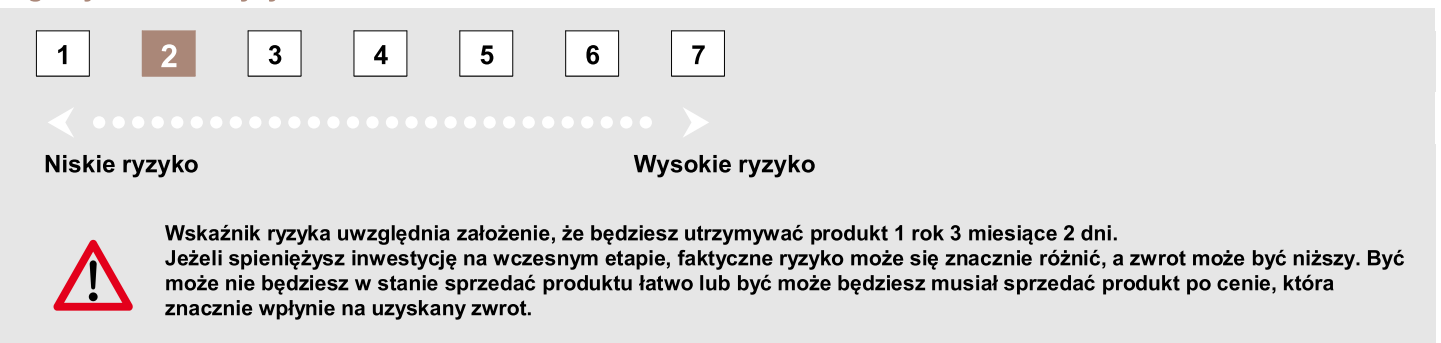 1 2 3 4 5 6 7
Niskie ryzyko Wysokie ryzyko
Wskaźnik ryzyka uwzględnia założenie, że będziesz utrzymywać produkt 1 rok 3 miesiące 2 dni.
Jeżeli spieniężysz inwestycję na wczesnym etapie, faktyczne ryzyko może się znacznie różnić, a zwrot może być niższy. Być
może nie będziesz w stanie sprzedać produktu łatwo lub być może będziesz musiał sprzedać produkt po cenie, która
znacznie wpłynie na uzyskany zwrot.